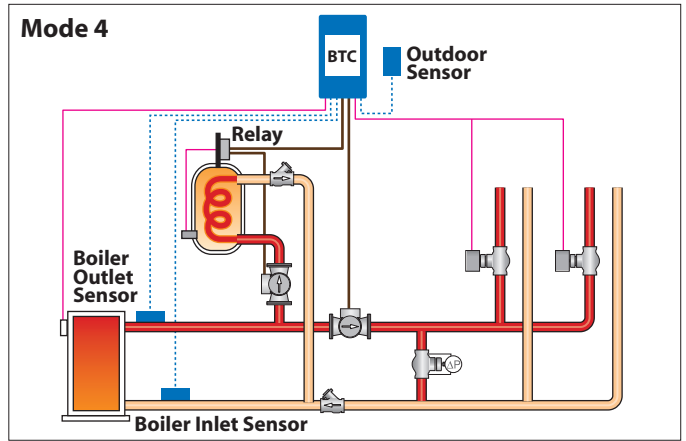 Mode 4
BTC
Outdoor
Sensor
Relay
Boiler
Outlet
Sensor
ΔP
Boiler Inlet Sensor